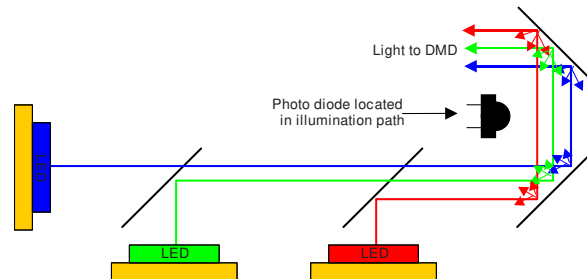 Light to DMD
Photo diode located
in illumination path
LED
LED
LED